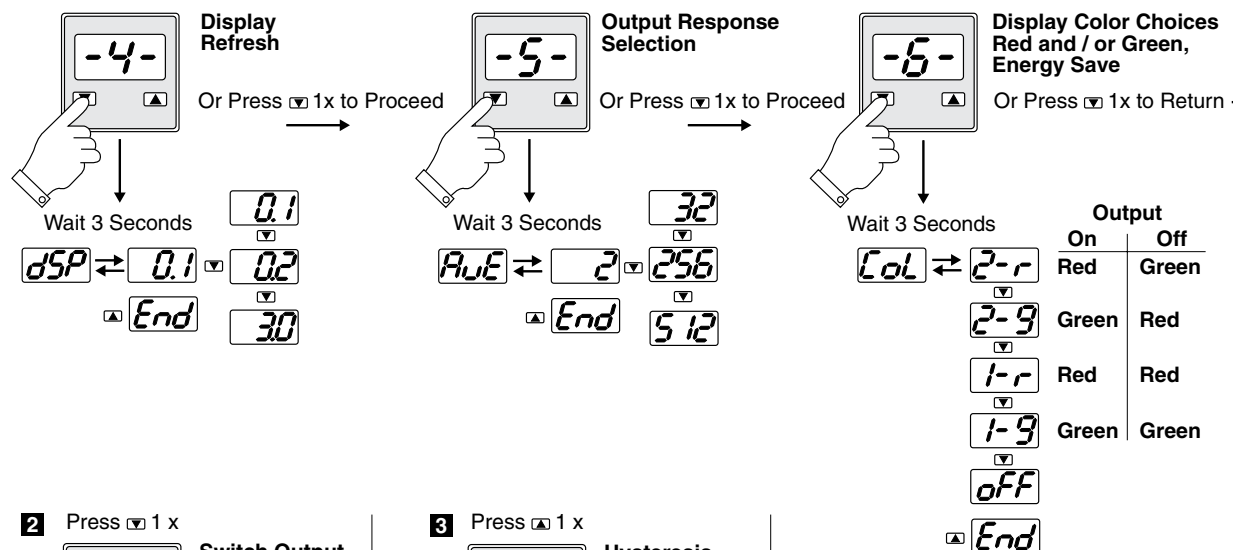 -4-
Display
Refresh
Or Press ▼ 1x to Proceed
Wait 3 Seconds
dSP ⇄ 0.1 ▼ 0.1
▼
0.2
▼
3.0
▲ End
-5-
Output Response
Selection
Or Press ▼ 1x to Proceed
Wait 3 Seconds
AvE ⇄ 2 ▼ 32
▼
256
▼
512
▲ End
-6-
Display Color Choices
Red and / or Green,
Energy Save
Or Press ▼ 1x to Return
Wait 3 Seconds
Output
On Off
CoL ⇄ 2-r Red Green
▼
2-g Green Red
▼
1-r Red Red
▼
1-g Green Green
▼
oFF
▲ End
2 Press ▼ 1 x
Switch Output
3 Press ▲ 1 x
Hysteresis